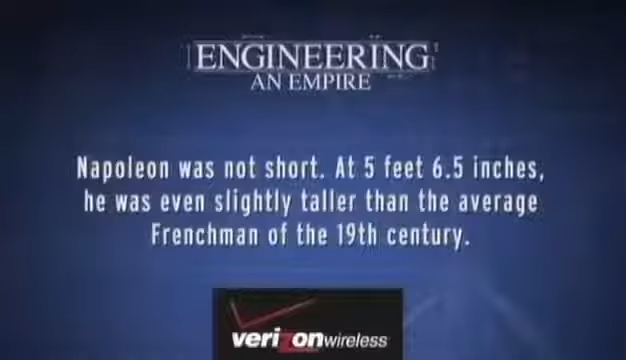 ENGINEERING
AN EMPIRE
Napoleon was not short. At 5 feet 6.5 inches,
he was even slightly taller than the average
Frenchman of the 19th century.
verizonwireless